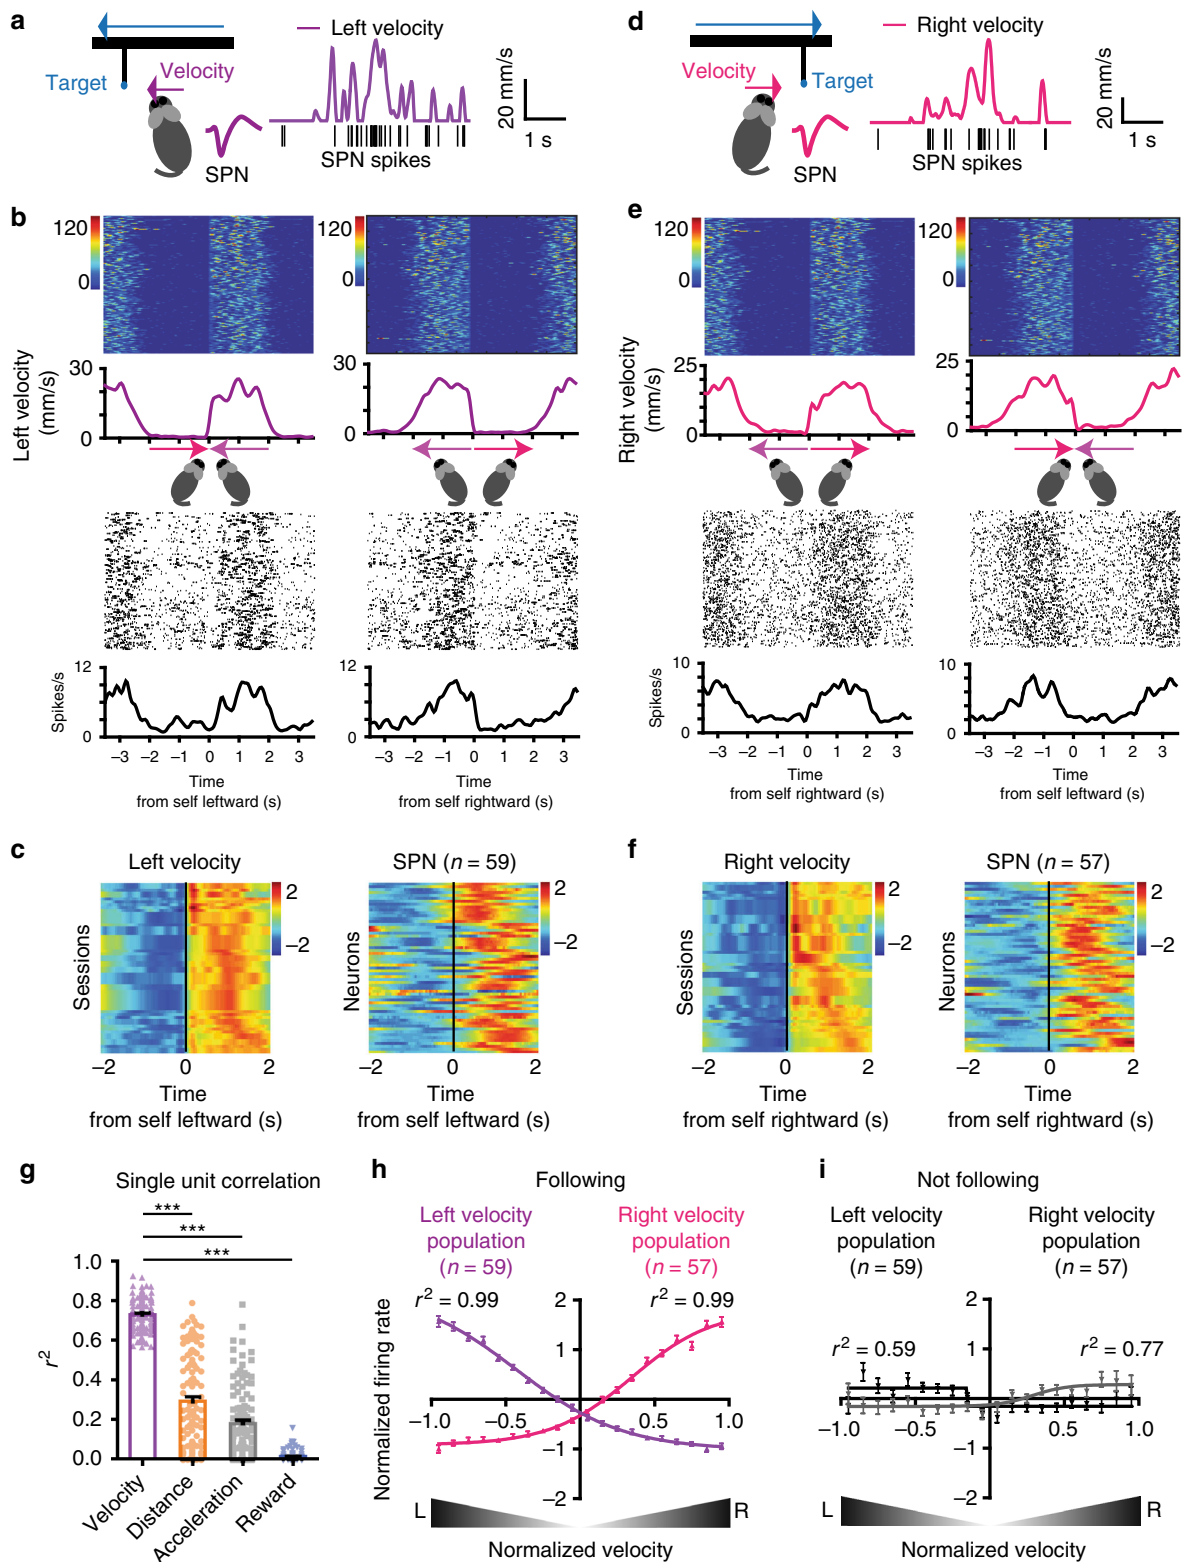 a
Left velocity
Target
Velocity
SPN
SPN spikes
20 mm/s
1 s
d
Right velocity
Velocity
Target
SPN
SPN spikes
20 mm/s
1 s
b
120
0
120
0
Left velocity
(mm/s)
30
0
30
0
Spikes/s
12
0
12
0
−3 −2 −1 0 1 2 3
−3 −2 −1 0 1 2 3
Time
from self leftward (s)
Time
from self rightward (s)
e
120
0
120
0
Right velocity
(mm/s)
25
0
25
0
Spikes/s
10
0
10
0
−3 −2 −1 0 1 2 3
−3 −2 −1 0 1 2 3
Time
from self rightward (s)
Time
from self leftward (s)
c
Left velocity
SPN (n = 59)
2
−2
2
−2
Sessions
Neurons
−2 0 2
−2 0 2
Time
from self leftward (s)
Time
from self leftward (s)
f
Right velocity
SPN (n = 57)
2
−2
2
−2
Sessions
Neurons
−2 0 2
−2 0 2
Time
from self rightward (s)
Time
from self rightward (s)
g
Single unit correlation
***
***
***
r²
1.0
0.8
0.6
0.4
0.2
0.0
Velocity
Distance
Acceleration
Reward
h
Following
Left velocity
population
(n = 59)
Right velocity
population
(n = 57)
r² = 0.99
r² = 0.99
Normalized firing rate
2
1
−1
−2
−1.0 −0.5 0.5 1.0
L
R
Normalized velocity
i
Not following
Left velocity
population
(n = 59)
Right velocity
population
(n = 57)
r² = 0.59
r² = 0.77
2
1
−1
−2
−1.0 −0.5 0.5 1.0
L
R
Normalized velocity